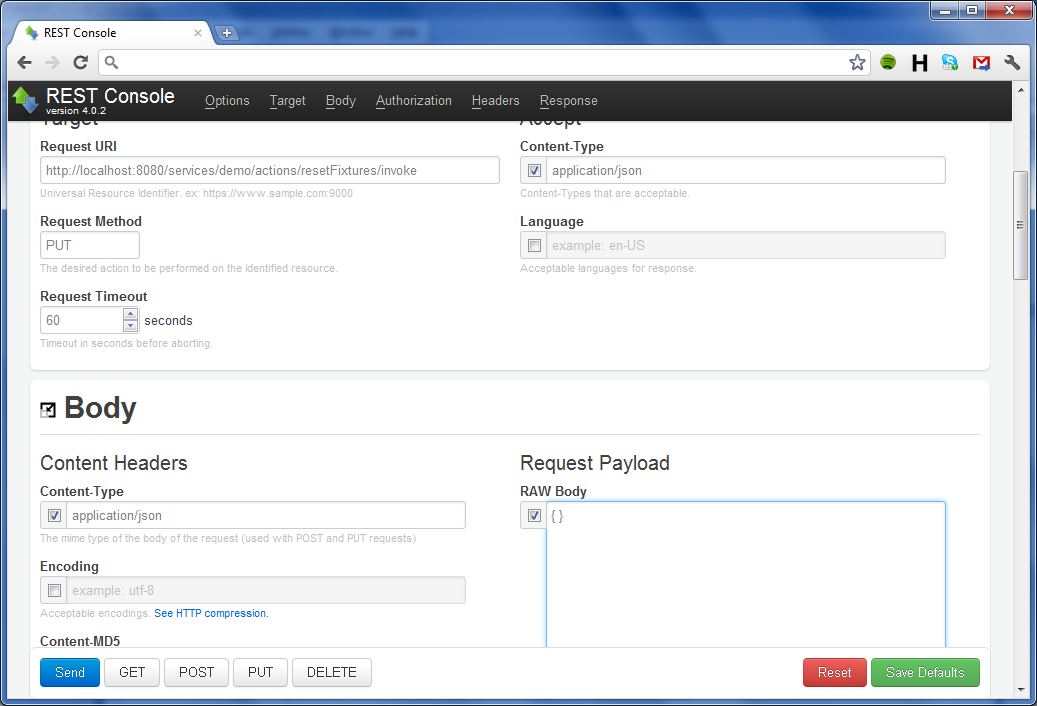 REST Console
REST Console
version 4.0.2
Options Target Body Authorization Headers Response
Target
Accept
Request URI
http://localhost:8080/services/demo/actions/resetFixtures/invoke
Universal Resource Identifier. ex: https://www.sample.com:9000
Content-Type
application/json
Content-Types that are acceptable.
Request Method
PUT
The desired action to be performed on the identified resource.
Language
example: en-US
Acceptable languages for response.
Request Timeout
60 seconds
Timeout in seconds before aborting.
Body
Content Headers
Content-Type
application/json
The mime type of the body of the request (used with POST and PUT requests)
Encoding
example: utf-8
Acceptable encodings. See HTTP compression.
Content-MD5
Request Payload
RAW Body
{ }
Send GET POST PUT DELETE Reset Save Defaults